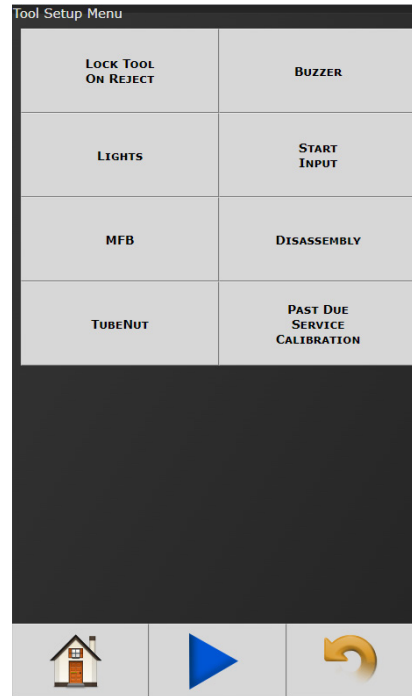 Tool Setup Menu
Lock Tool
On Reject
Buzzer
Lights
Start
Input
MFB
Disassembly
TubeNut
Past Due
Service
Calibration